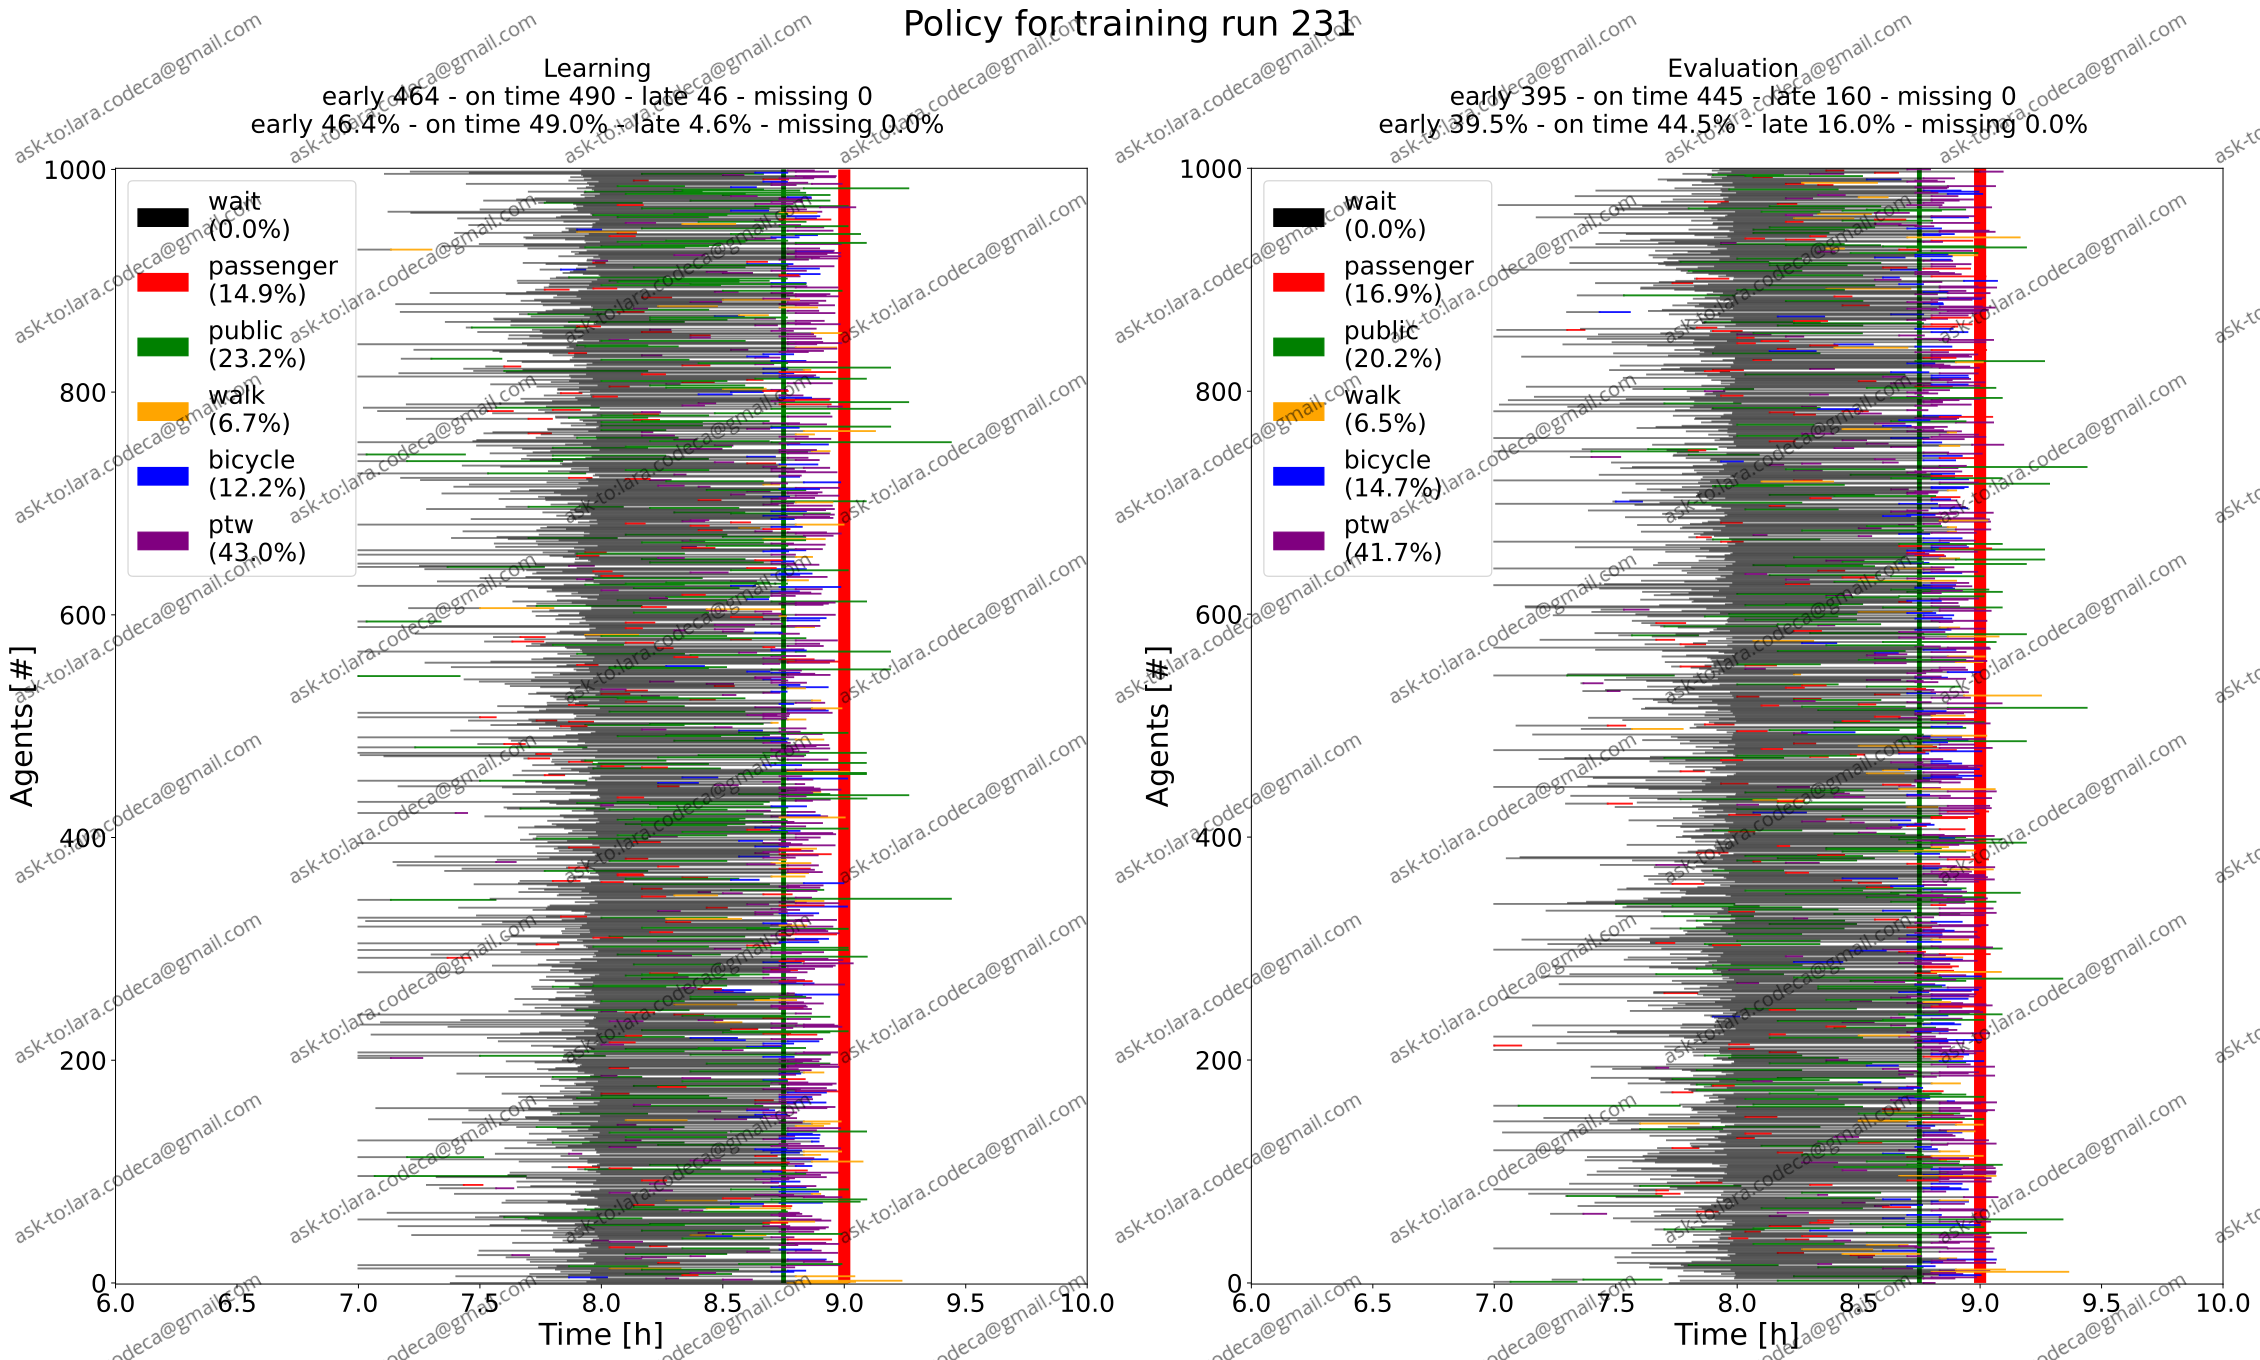 Policy for training run 231
Learning
early 464 - on time 490 - late 46 - missing 0
early 46.4% - on time 49.0% - late 4.6% - missing 0.0%
1000
800
600
400
200
0
Agents [#]
wait
(0.0%)
passenger
(14.9%)
public
(23.2%)
walk
(6.7%)
bicycle
(12.2%)
ptw
(43.0%)
6.0 6.5 7.0 7.5 8.0 8.5 9.0 9.5 10.0
Time [h]
Evaluation
early 395 - on time 445 - late 160 - missing 0
early 39.5% - on time 44.5% - late 16.0% - missing 0.0%
1000
800
600
400
200
0
Agents [#]
wait
(0.0%)
passenger
(16.9%)
public
(20.2%)
walk
(6.5%)
bicycle
(14.7%)
ptw
(41.7%)
6.0 6.5 7.0 7.5 8.0 8.5 9.0 9.5 10.0
Time [h]
ask-to:lara.codeca@gmail.com